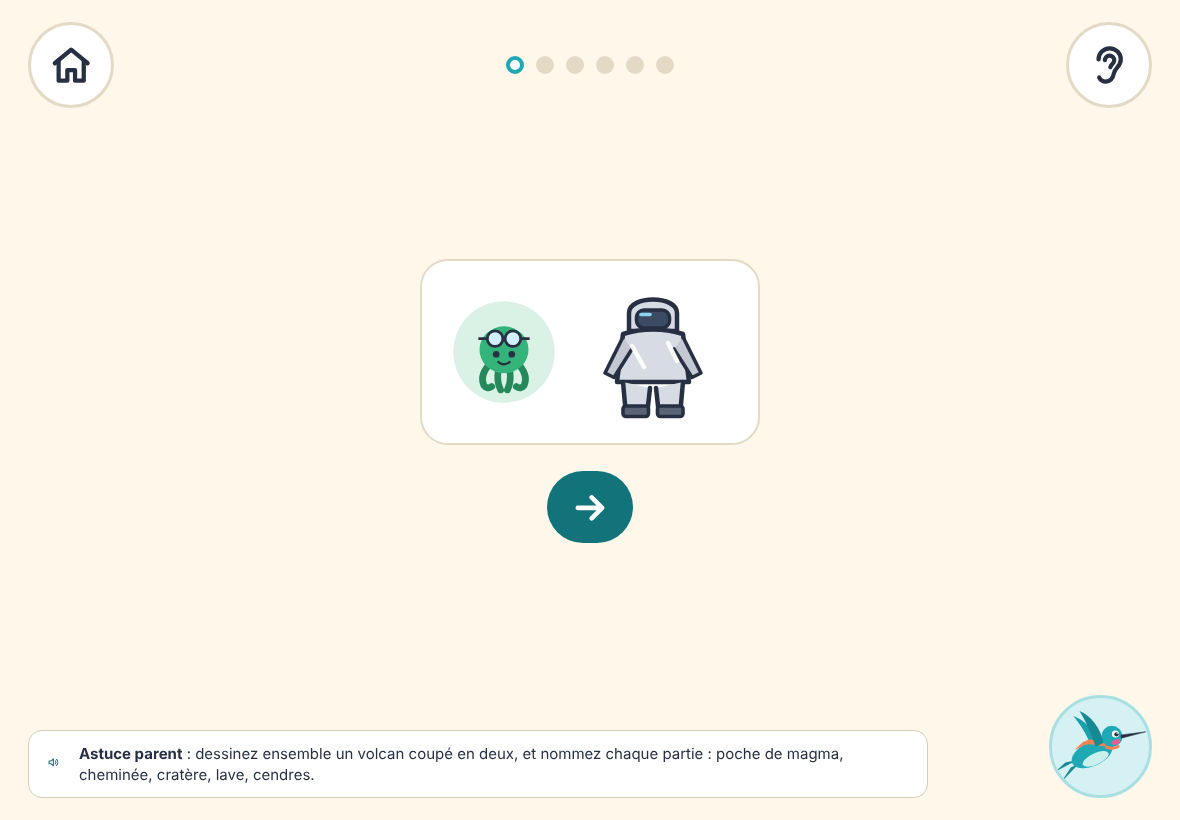 Astuce parent : dessinez ensemble un volcan coupé en deux, et nommez chaque partie : poche de magma,
cheminée, cratère, lave, cendres.